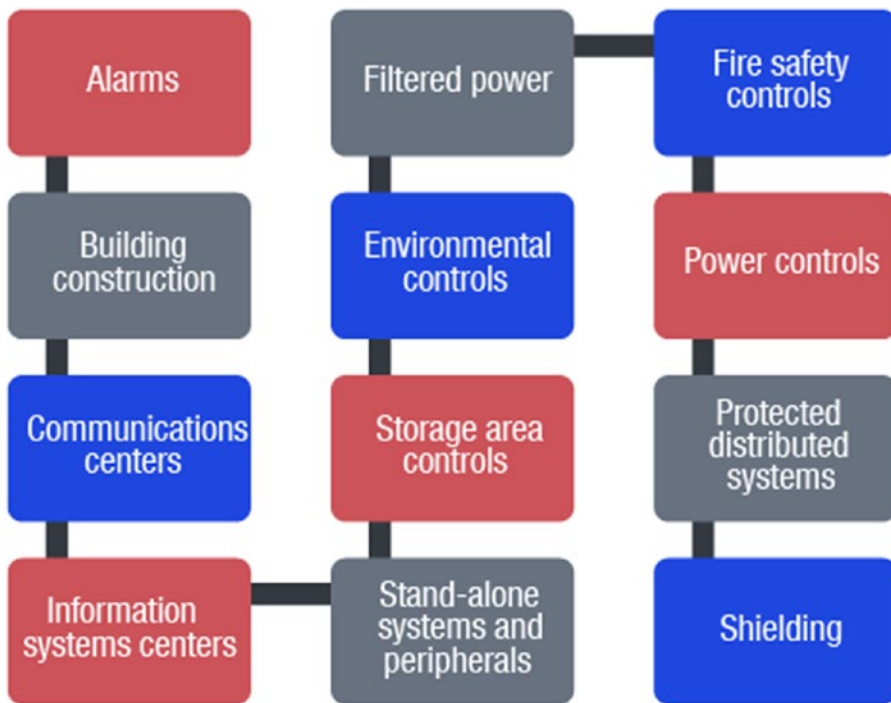 Alarms
Building
construction
Communications
centers
Information
systems centers
Stand-alone
systems and
peripherals
Storage area
controls
Environmental
controls
Filtered power
Fire safety
controls
Power controls
Protected
distributed
systems
Shielding